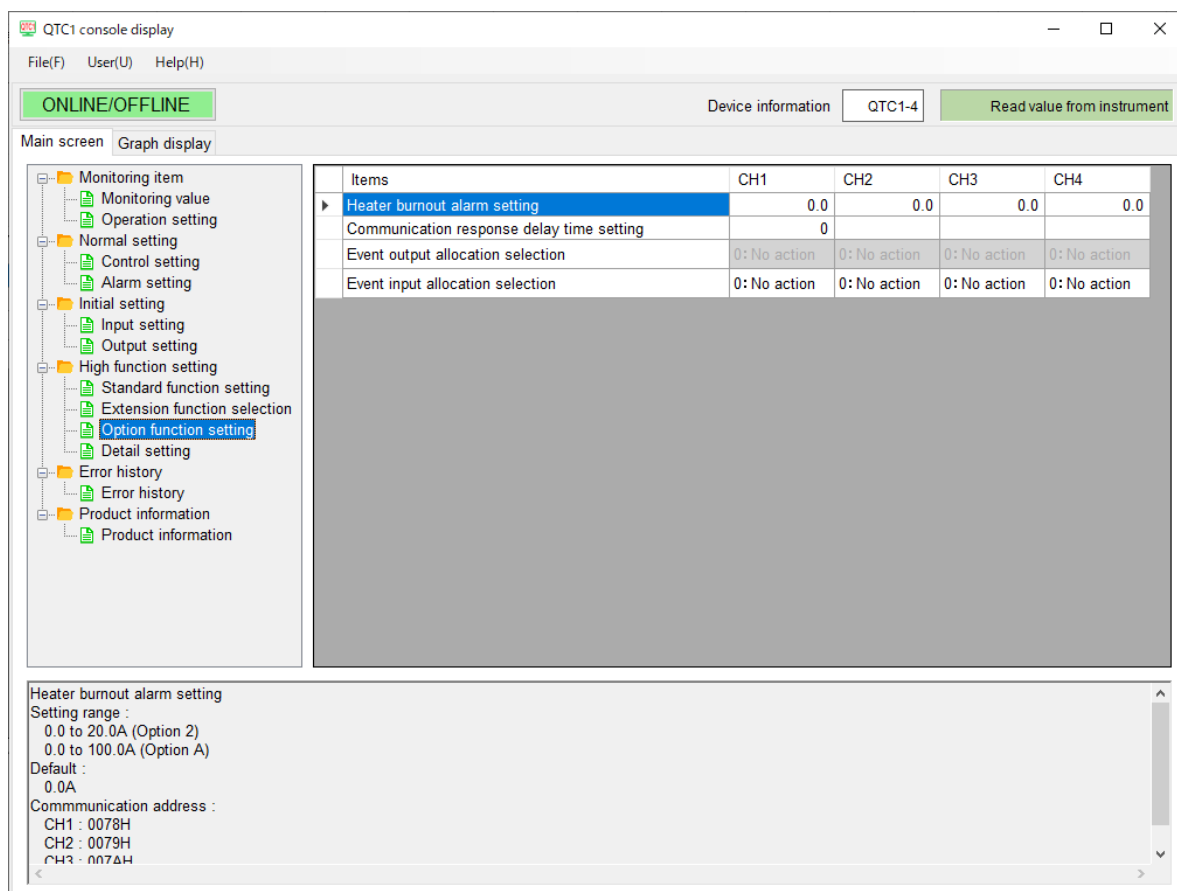 QTC1 console display
File(F) User(U) Help(H)
ONLINE/OFFLINE Device information QTC1-4 Read value from instrument
Main screen Graph display
Monitoring item
Monitoring value
Operation setting
Normal setting
Control setting
Alarm setting
Initial setting
Input setting
Output setting
High function setting
Standard function setting
Extension function selection
Option function setting
Detail setting
Error history
Error history
Product information
Product information
Items CH1 CH2 CH3 CH4
Heater burnout alarm setting 0.0 0.0 0.0 0.0
Communication response delay time setting 0
Event output allocation selection 0: No action 0: No action 0: No action 0: No action
Event input allocation selection 0: No action 0: No action 0: No action 0: No action
Heater burnout alarm setting
Setting range :
0.0 to 20.0A (Option 2)
0.0 to 100.0A (Option A)
Default :
0.0A
Commmunication address :
CH1 : 0078H
CH2 : 0079H
CH3 : 007AH